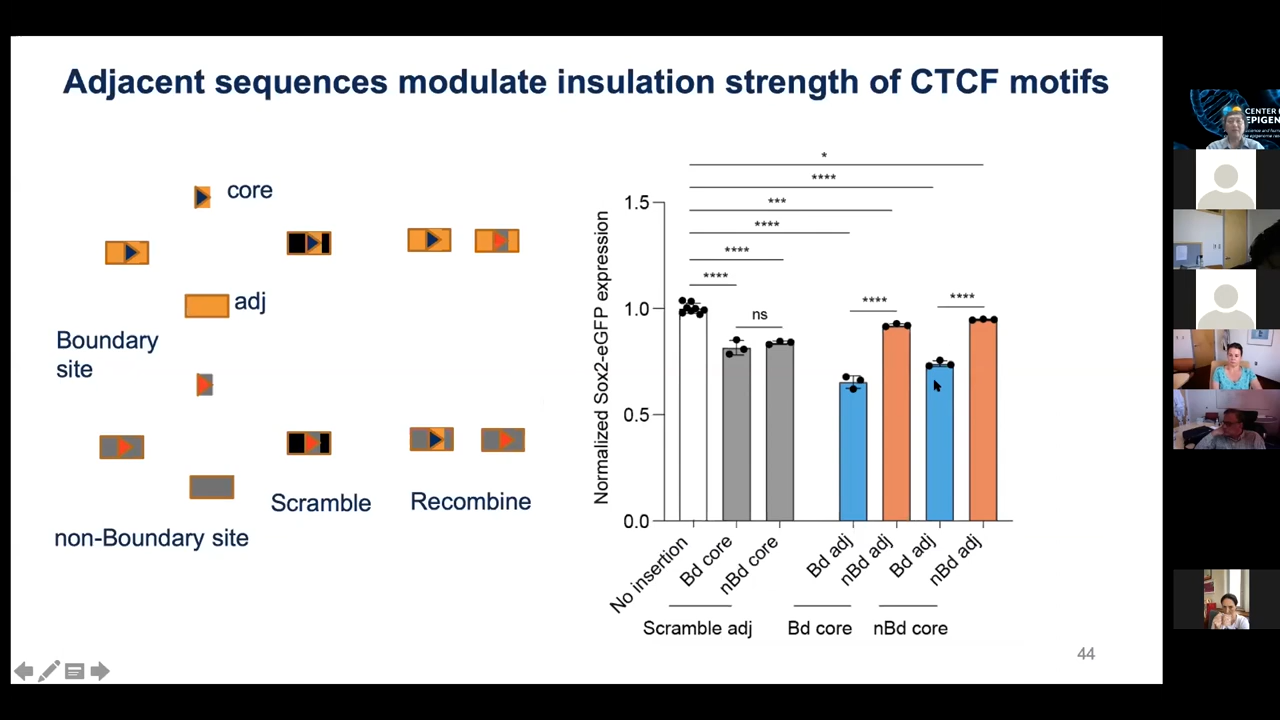 Adjacent sequences modulate insulation strength of CTCF motifs
core
adj
Boundary
site
non-Boundary site
Scramble
Recombine
Normalized Sox2-eGFP expression
1.5
1.0
0.5
0.0
*
****
***
****
****
****
ns
****
****
No insertion
Bd core
nBd core
Bd adj
nBd adj
Bd adj
nBd adj
Scramble adj
Bd core
nBd core
44
CENTER
EPIGEN